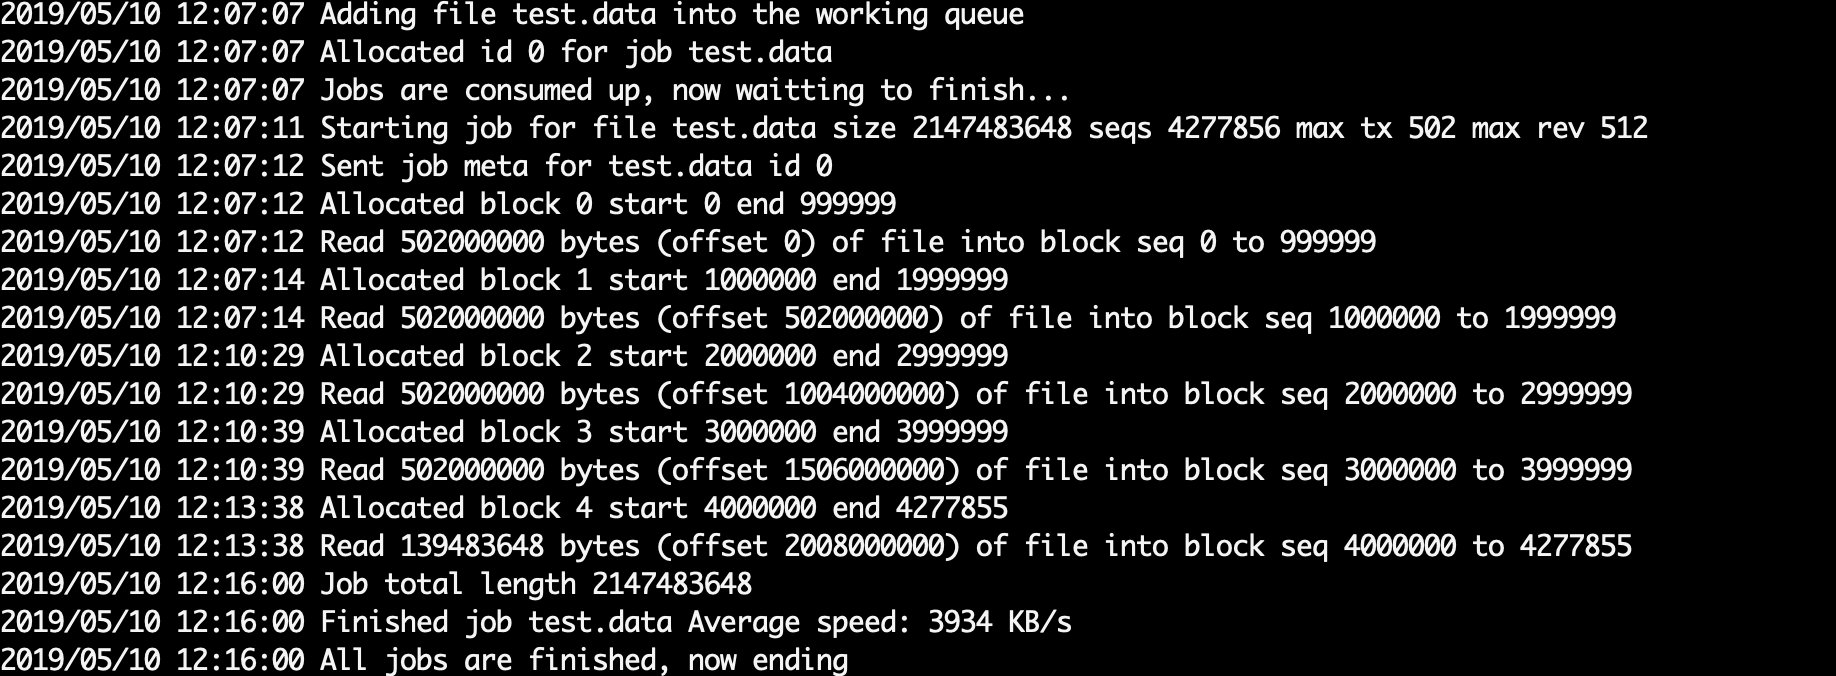 2019/05/10 12:07:07 Adding file test.data into the working queue
2019/05/10 12:07:07 Allocated id 0 for job test.data
2019/05/10 12:07:07 Jobs are consumed up, now waitting to finish...
2019/05/10 12:07:11 Starting job for file test.data size 2147483648 seqs 4277856 max tx 502 max rev 512
2019/05/10 12:07:12 Sent job meta for test.data id 0
2019/05/10 12:07:12 Allocated block 0 start 0 end 999999
2019/05/10 12:07:12 Read 502000000 bytes (offset 0) of file into block seq 0 to 999999
2019/05/10 12:07:14 Allocated block 1 start 1000000 end 1999999
2019/05/10 12:07:14 Read 502000000 bytes (offset 502000000) of file into block seq 1000000 to 1999999
2019/05/10 12:10:29 Allocated block 2 start 2000000 end 2999999
2019/05/10 12:10:29 Read 502000000 bytes (offset 1004000000) of file into block seq 2000000 to 2999999
2019/05/10 12:10:39 Allocated block 3 start 3000000 end 3999999
2019/05/10 12:10:39 Read 502000000 bytes (offset 1506000000) of file into block seq 3000000 to 3999999
2019/05/10 12:13:38 Allocated block 4 start 4000000 end 4277855
2019/05/10 12:13:38 Read 139483648 bytes (offset 2008000000) of file into block seq 4000000 to 4277855
2019/05/10 12:16:00 Job total length 2147483648
2019/05/10 12:16:00 Finished job test.data Average speed: 3934 KB/s
2019/05/10 12:16:00 All jobs are finished, now ending